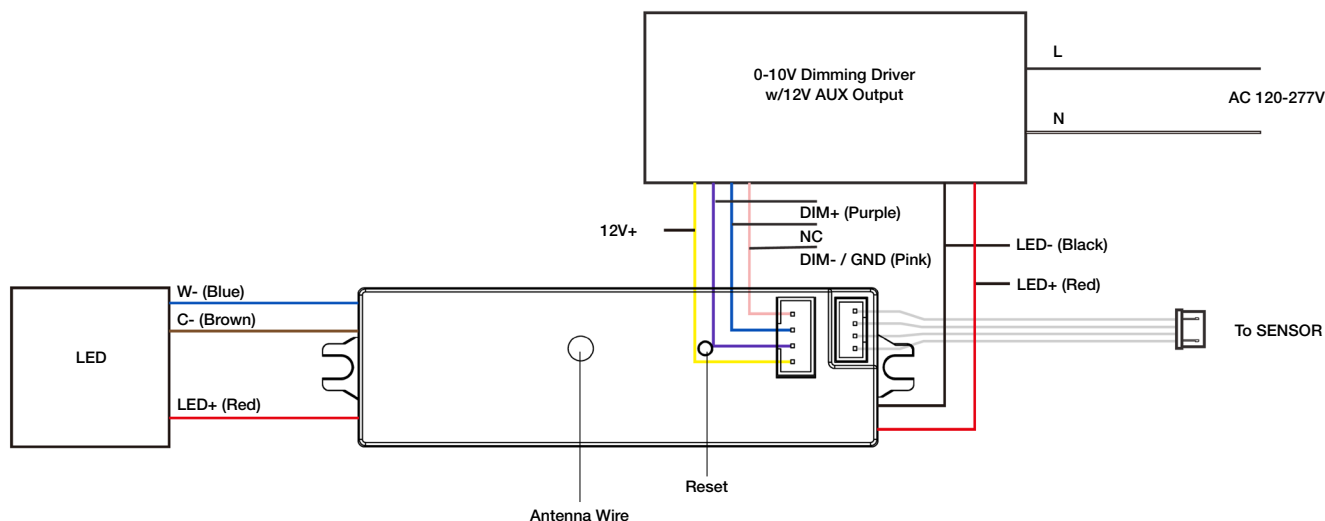 0-10V Dimming Driver
w/12V AUX Output
L
AC 120-277V
N
DIM+ (Purple)
12V+
NC
DIM- / GND (Pink)
LED- (Black)
LED+ (Red)
W- (Blue)
C- (Brown)
LED
To SENSOR
LED+ (Red)
Reset
Antenna Wire